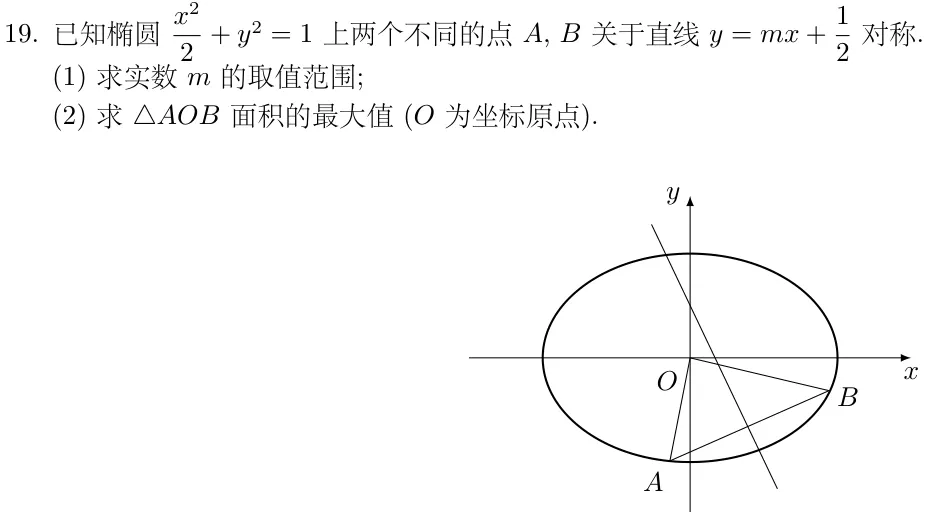 19. 已知椭圆 x²/2 + y² = 1 上两个不同的点 A, B 关于直线 y = mx + 1/2 对称.
(1) 求实数 m 的取值范围;
(2) 求 △AOB 面积的最大值 (O 为坐标原点).
y
O
x
B
A